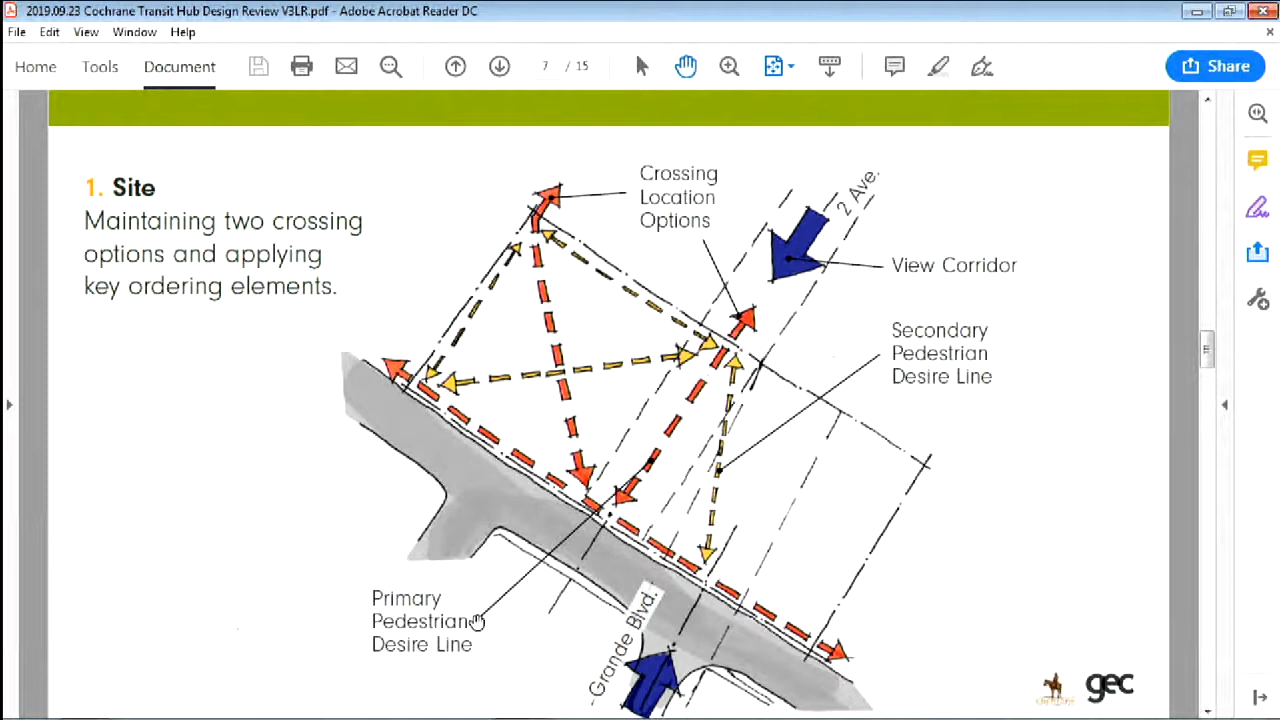 2019.09.23 Cochrane Transit Hub Design Review V3LR.pdf - Adobe Acrobat Reader DC
File Edit View Window Help
Home Tools Document 7 / 15 Share
1. Site
Maintaining two crossing
options and applying
key ordering elements.
Crossing
Location
Options
2 Ave.
View Corridor
Secondary
Pedestrian
Desire Line
Primary
Pedestrian
Desire Line
Grande Blvd.
gec